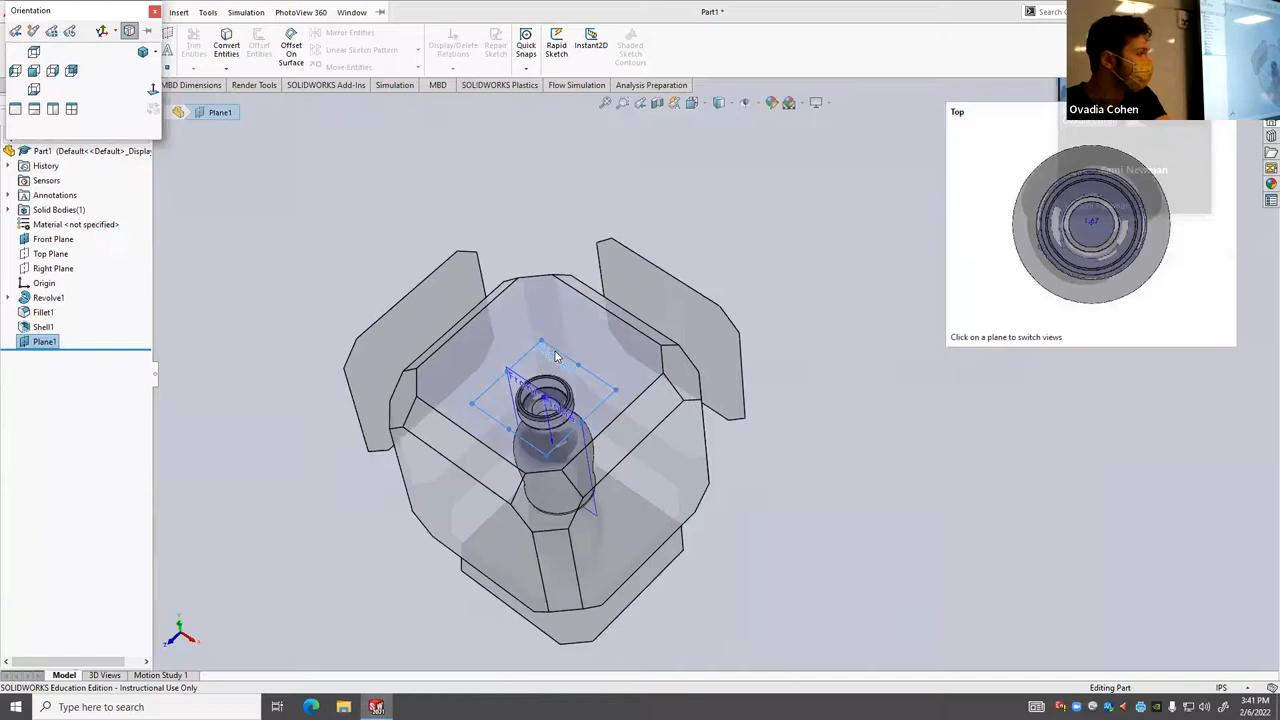 Orientation
Insert Tools Simulation PhotoView 360 Window
Part1 *
Search
Trim Entities
Convert Entities
Offset Entities
Offset On Surface
Mirror Entities
Linear Sketch Pattern
Move Entities
Display/Delete Relations
Repair Sketch
Quick Snaps
Rapid Sketch
Instant2D
Shaded Sketch Contours
MBD Dimensions Render Tools SOLIDWORKS Add-Ins Simulation MBD SOLIDWORKS Plastics Flow Simulation Analysis Preparation
Ovadia Cohen
Plane1
Top
Part1 (Default<<Default>_Display
History
Sensors
Annotations
Solid Bodies(1)
Material <not specified>
Front Plane
Top Plane
Right Plane
Origin
Revolve1
Fillet1
Shell1
Plane1
1.67
Click on a plane to switch views
Model 3D Views Motion Study 1
SOLIDWORKS Education Edition - Instructional Use Only
Editing Part
IPS
Type here to search
3:41 PM
2/6/2022